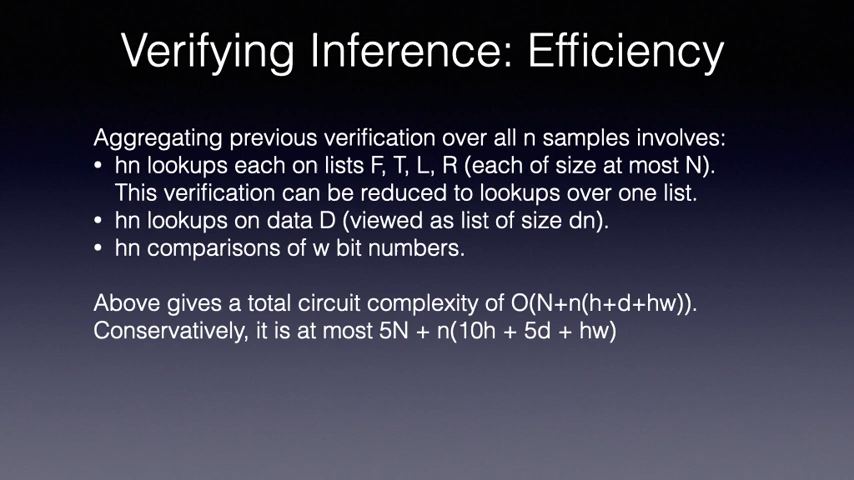 Verifying Inference: Efficiency
Aggregating previous verification over all n samples involves:
• hn lookups each on lists F, T, L, R (each of size at most N).
This verification can be reduced to lookups over one list.
• hn lookups on data D (viewed as list of size dn).
• hn comparisons of w bit numbers.
Above gives a total circuit complexity of O(N+n(h+d+hw)).
Conservatively, it is at most 5N + n(10h + 5d + hw)